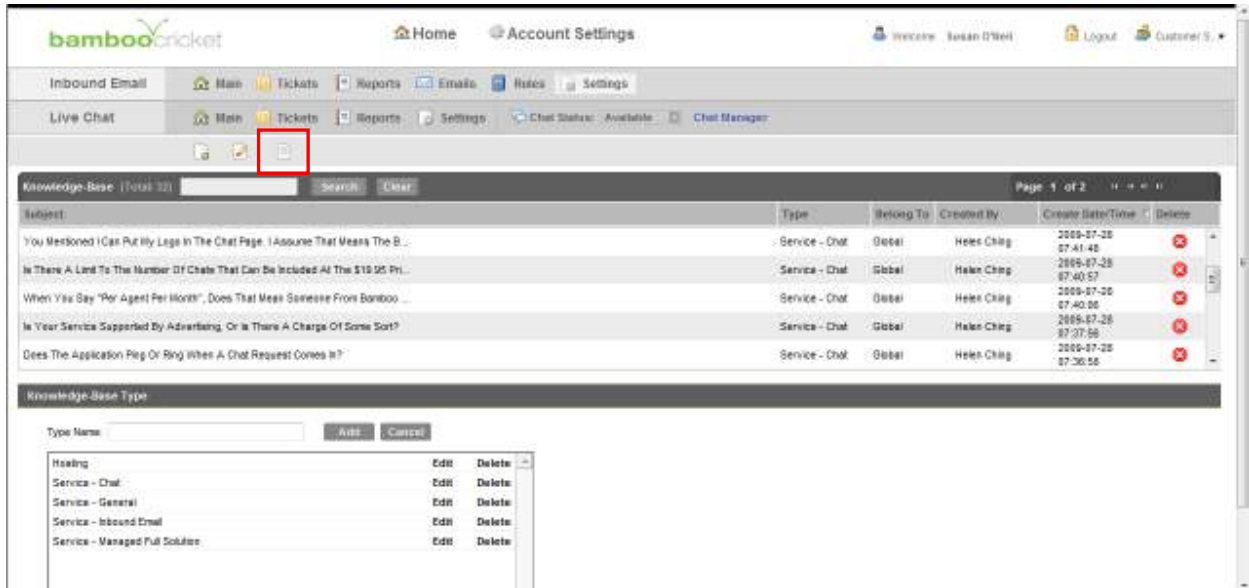 bamboocricket Home Account Settings Welcome Susan O'Neil Logout Customer S.
Inbound Email Main Tickets Reports Emails Rules Settings
Live Chat Main Tickets Reports Settings Chat Status: Available Chat Manager
Knowledge-Base (Total: 32) Search Clear Page 1 of 2
Subject Type Belong To Created By Create Date/Time Delete
You Mentioned I Can Put My Logo In The Chat Page. I Assume That Means The B... Service - Chat Global Helen Ching 2009-07-28 07:41:48
Is There A Limit To The Number Of Chats That Can Be Included At The $19.95 Pri... Service - Chat Global Helen Ching 2009-07-28 07:40:57
When You Say "Per Agent Per Month", Does That Mean Someone From Bamboo ... Service - Chat Global Helen Ching 2009-07-28 07:40:06
Is Your Service Supported By Advertising, Or Is There A Charge Of Some Sort? Service - Chat Global Helen Ching 2009-07-28 07:37:56
Does The Application Ping Or Ring When A Chat Request Comes In? Service - Chat Global Helen Ching 2009-07-28 07:36:58
Knowledge-Base Type
Type Name Add Cancel
Hosting Edit Delete
Service - Chat Edit Delete
Service - General Edit Delete
Service - Inbound Email Edit Delete
Service - Managed Full Solution Edit Delete